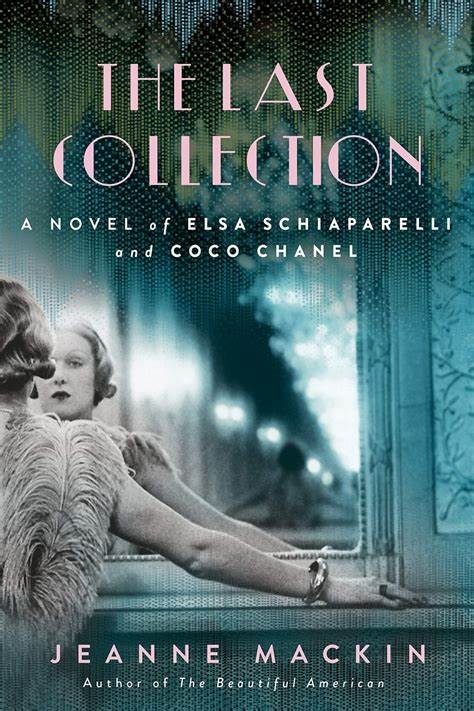 THE LAST
COLLECTION
A NOVEL of ELSA SCHIAPARELLI
and COCO CHANEL
JEANNE MACKIN
Author of The Beautiful American